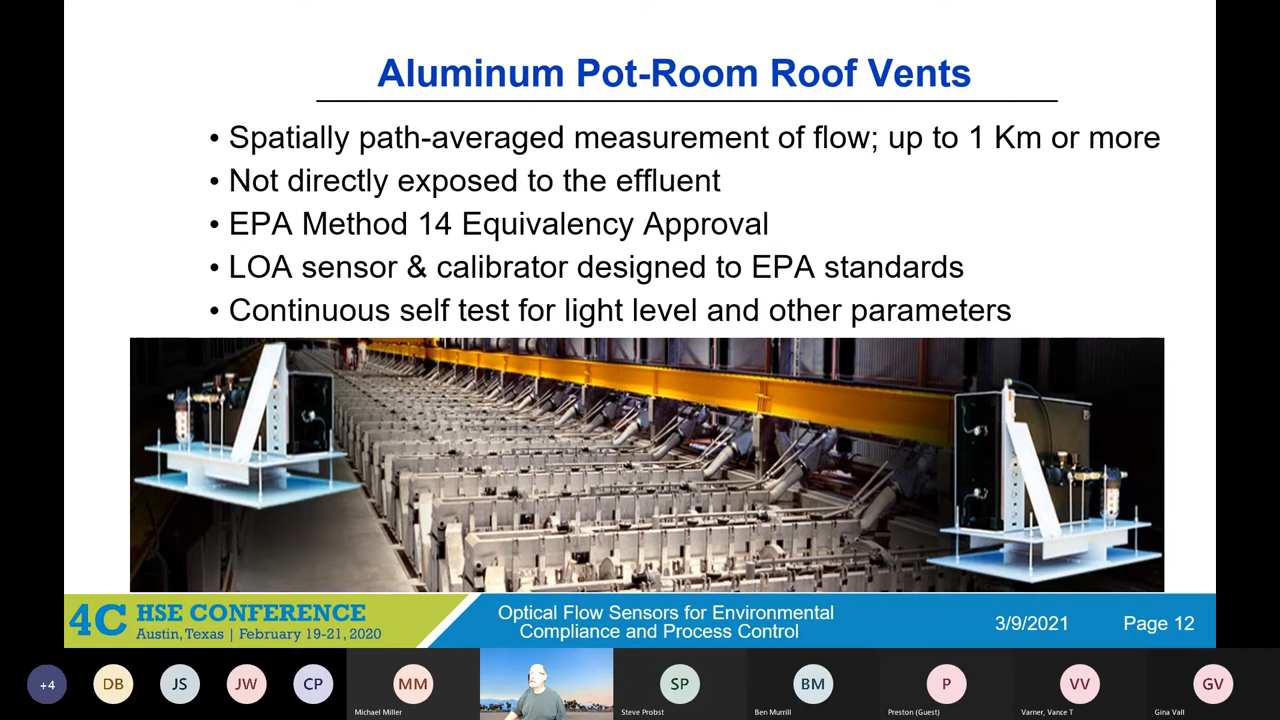 Aluminum Pot-Room Roof Vents
• Spatially path-averaged measurement of flow; up to 1 Km or more
• Not directly exposed to the effluent
• EPA Method 14 Equivalency Approval
• LOA sensor & calibrator designed to EPA standards
• Continuous self test for light level and other parameters
4C HSE CONFERENCE
Austin, Texas | February 19-21, 2020
Optical Flow Sensors for Environmental
Compliance and Process Control
3/9/2021
Page 12
+4
DB
JS
JW
CP
MM
Michael Miller
SP
Steve Probst
BM
Ben Murrill
P
Preston (Guest)
VV
Varner, Vance T
GV
Gina Vall